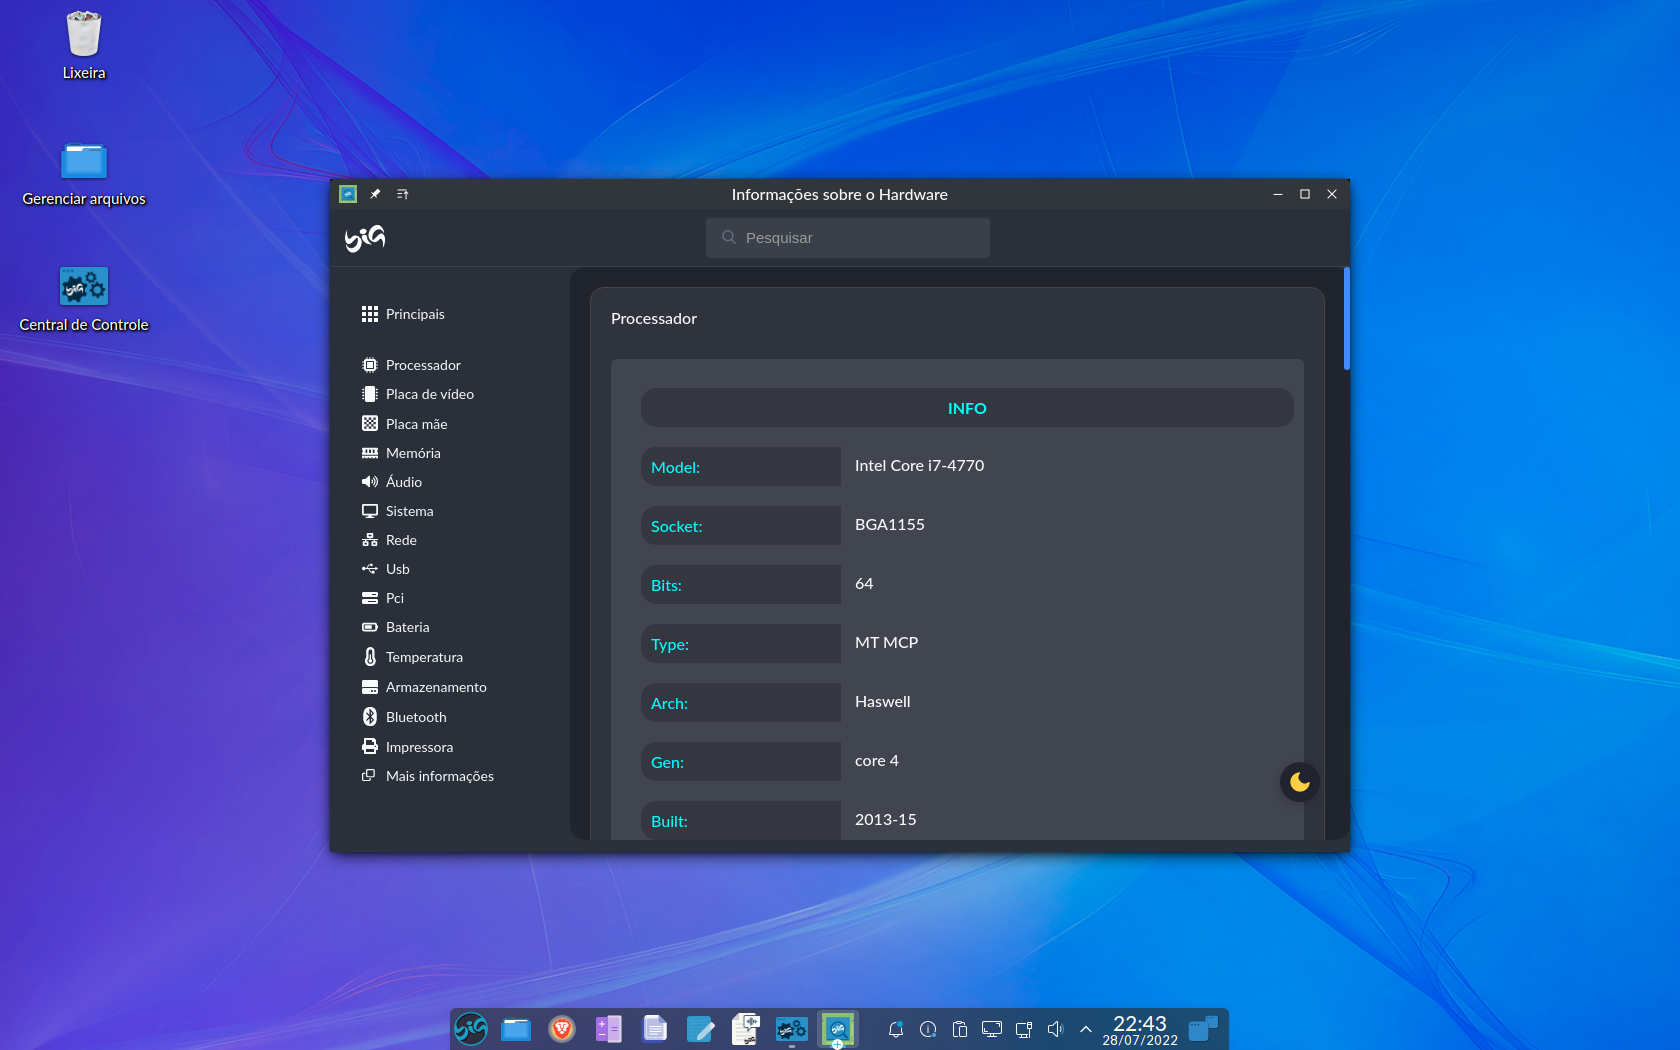 Lixeira
Gerenciar arquivos
Central de Controle
Informações sobre o Hardware
Pesquisar
Principais
Processador
Placa de vídeo
Placa mãe
Memória
Áudio
Sistema
Rede
Usb
Pci
Bateria
Temperatura
Armazenamento
Bluetooth
Impressora
Mais informações
Processador
INFO
Model: Intel Core i7-4770
Socket: BGA1155
Bits: 64
Type: MT MCP
Arch: Haswell
Gen: core 4
Built: 2013-15
22:43
28/07/2022